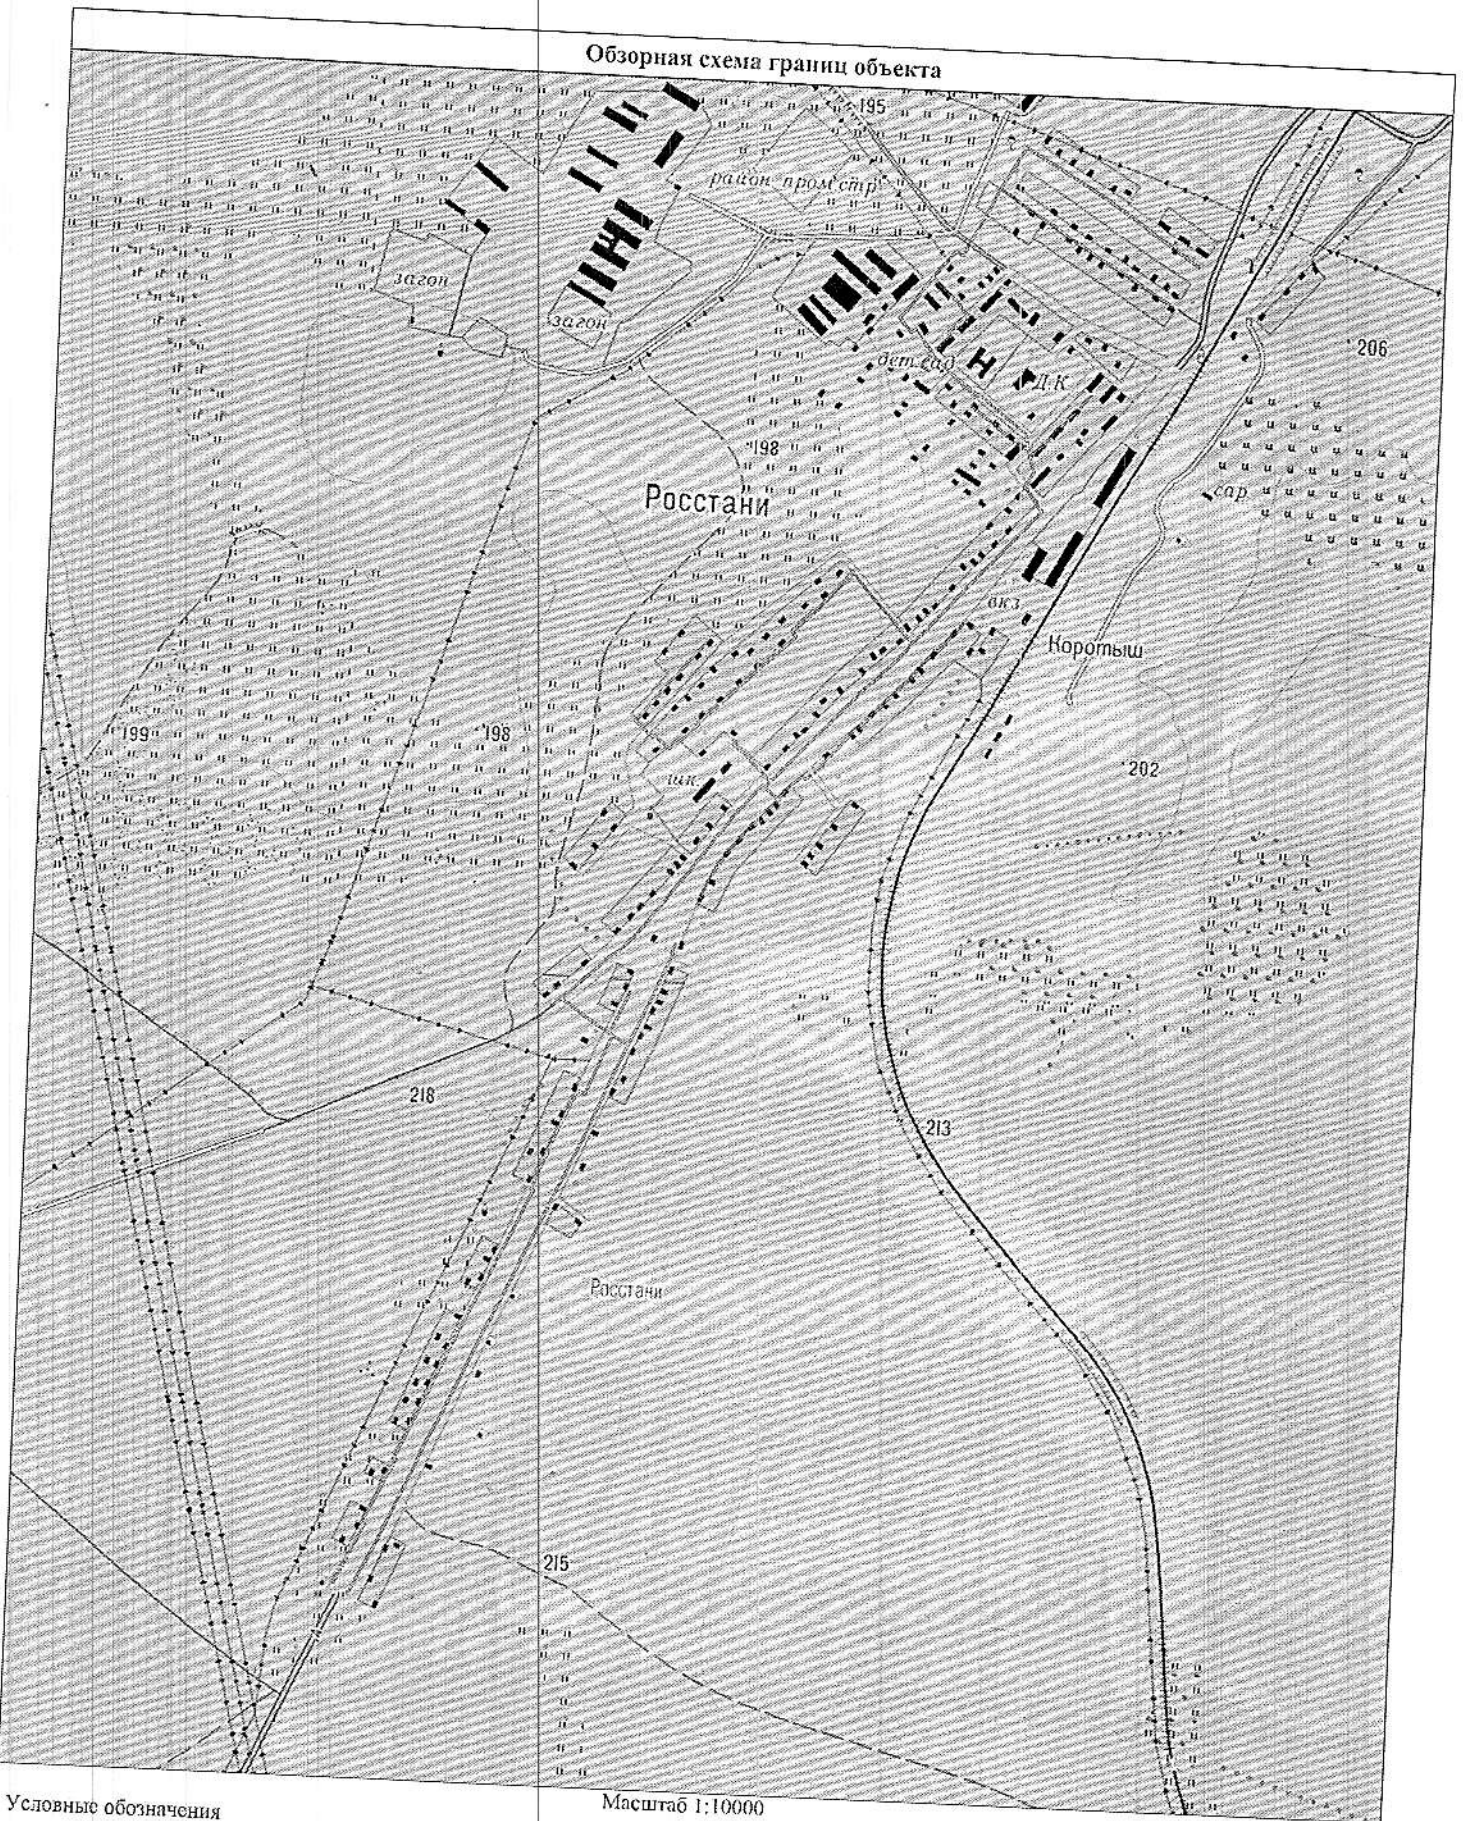 Обзорная схема границ объекта
195
район пром стр
загон
загон
206
дет.сад
Д.К
198
Росстани
сар.
вкз.
Коротыш
199
198
202
шк.
218
213
Росстани
215
Условные обозначения
Масштаб 1:10000